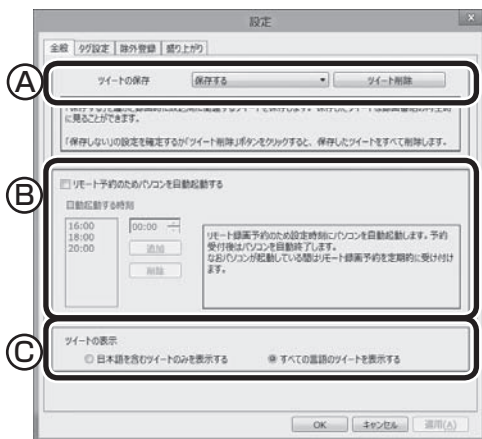 設定
x
全般 タグ設定 除外登録 盛り上がり
A
ツイートの保存 保存する ツイート削除
に見ることができます。
「保存しない」の設定を確定するか「ツイート削除」ボタンをクリックすると、保存したツイートをすべて削除します。
B
リモート予約のためパソコンを自動起動する
自動起動する時刻
16:00
18:00
20:00
00:00
追加
削除
リモート録画予約のため設定時刻にパソコンを自動起動します。予約
受付後はパソコンを自動終了します。
なおパソコンが起動している間はリモート録画予約を定期的に受け付け
ます。
C
ツイートの表示
日本語を含むツイートのみを表示する すべての言語のツイートを表示する
OK キャンセル 適用(A)